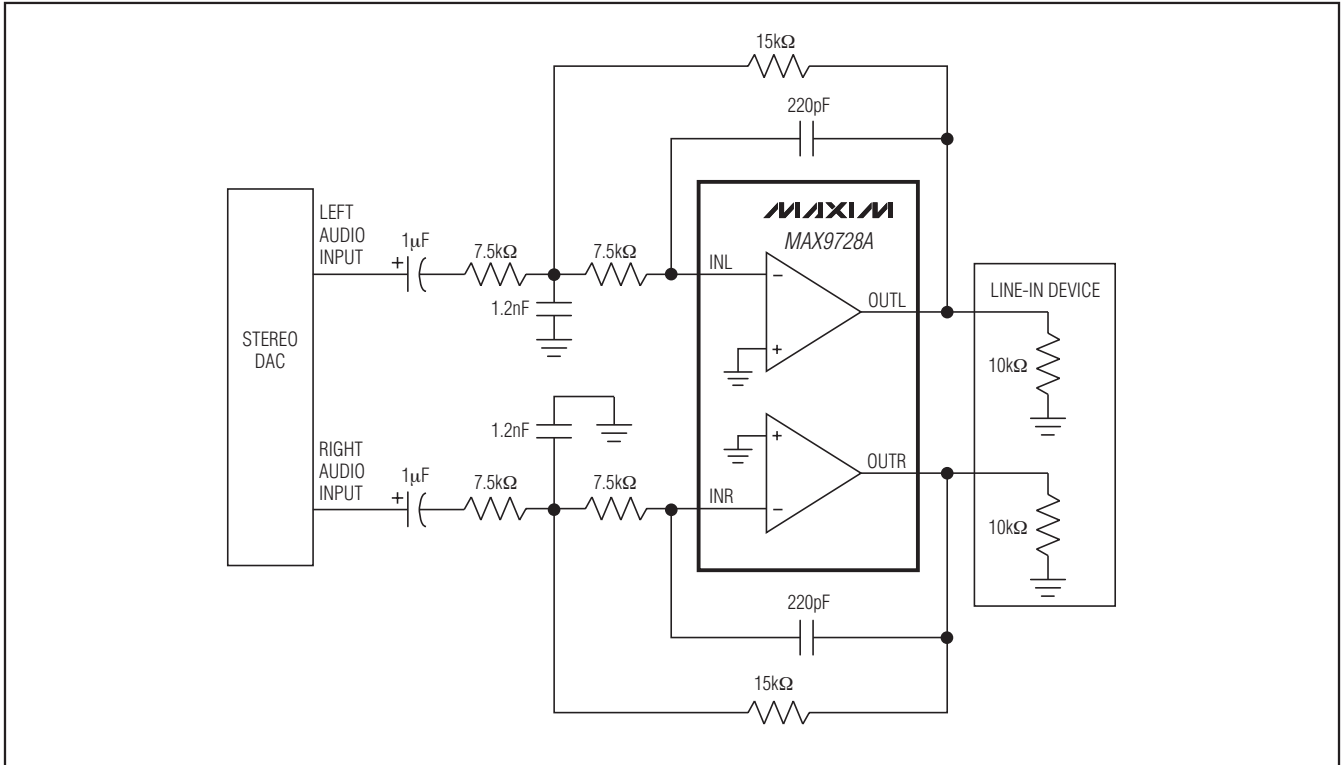 15kΩ
220pF
LEFT
AUDIO
INPUT
+
1µF
7.5kΩ
7.5kΩ
1.2nF
MAXIM
MAX9728A
INL
−
+
OUTL
LINE-IN DEVICE
10kΩ
STEREO
DAC
1.2nF
RIGHT
AUDIO
INPUT
+
1µF
7.5kΩ
7.5kΩ
INR
+
−
OUTR
10kΩ
220pF
15kΩ